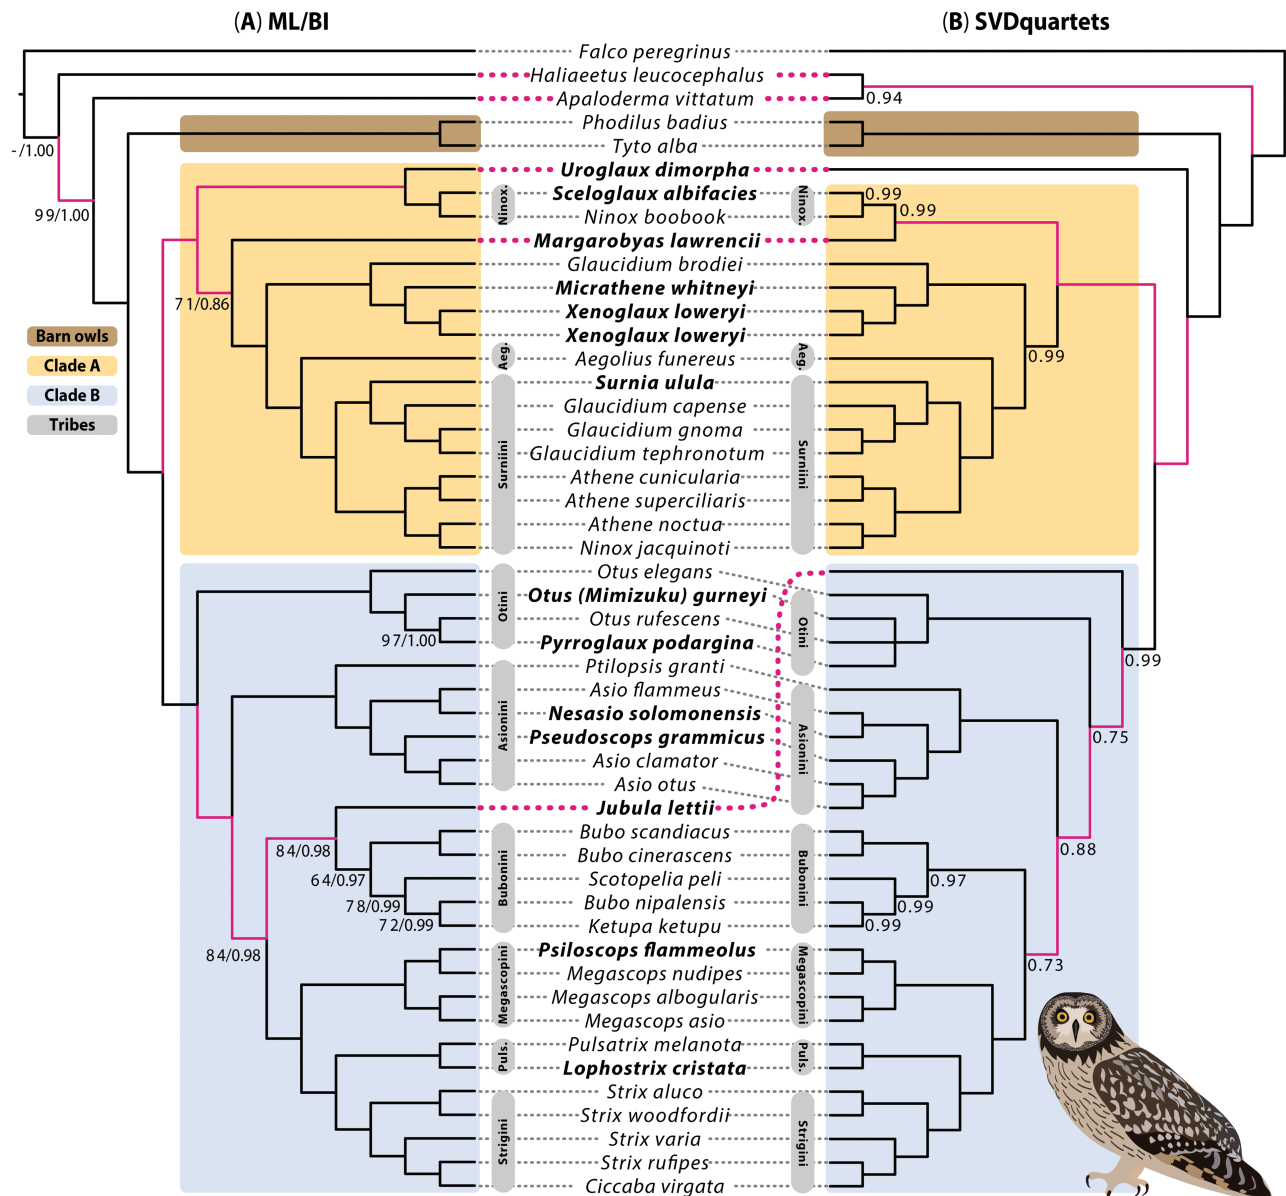 (A) ML/BI
(B) SVDquartets
Falco peregrinus
Haliaeetus leucocephalus
Apaloderma vittatum
0.94
Phodilus badius
-/1.00
Tyto alba
Uroglaux dimorpha
Ninox.
Sceloglaux albifacies
Ninox.
0.99
99/1.00
Ninox boobook
0.99
Margarobyas lawrencii
Glaucidium brodiei
Micrathene whitneyi
71/0.86
Xenoglaux loweryi
Barn owls
Xenoglaux loweryi
Aeg.
Aegolius funereus
Aeg.
0.99
Clade A
Surnia ulula
Clade B
Glaucidium capense
Tribes
Glaucidium gnoma
Surniini
Glaucidium tephronotum
Surniini
Athene cunicularia
Athene superciliaris
Athene noctua
Ninox jacquinoti
Otus elegans
Otini
Otus (Mimizuku) gurneyi
Otini
Otus rufescens
97/1.00
Pyrroglaux podargina
Ptilopsis granti
0.99
Asio flammeus
Nesasio solomonensis
Asionini
Pseudoscops grammicus
Asionini
0.75
Asio clamator
Asio otus
Jubula lettii
Bubo scandiacus
84/0.98
Bubo cinerascens
0.88
64/0.97
Bubonini
Scotopelia peli
Bubonini
0.97
78/0.99
Bubo nipalensis
0.99
72/0.99
Ketupa ketupu
0.99
84/0.98
Psiloscops flammeolus
Megascopini
Megascops nudipes
Megascopini
0.73
Megascops albogularis
Megascops asio
Puls.
Pulsatrix melanota
Puls.
Lophostrix cristata
Strix aluco
Strix woodfordii
Strigini
Strix varia
Strigini
Strix rufipes
Ciccaba virgata